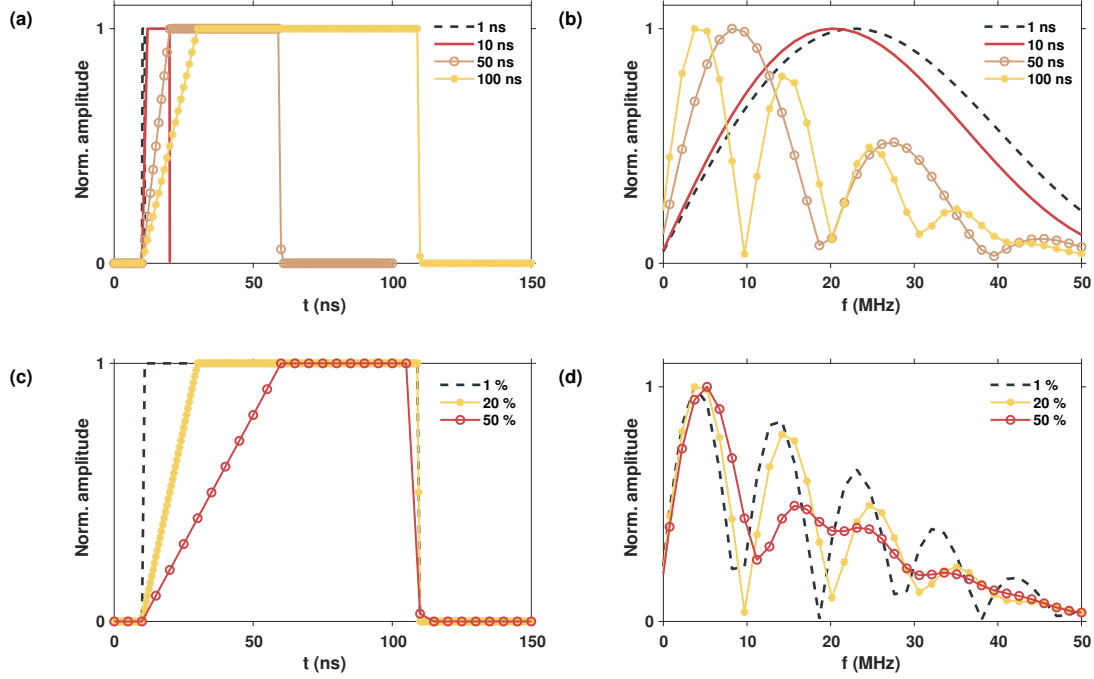 (a)
1
0
Norm. amplitude
1 ns
10 ns
50 ns
100 ns
0
50
100
150
t (ns)
(b)
1
0
Norm. amplitude
1 ns
10 ns
50 ns
100 ns
0
10
20
30
40
50
f (MHz)
(c)
1
0
Norm. amplitude
1 %
20 %
50 %
0
50
100
150
t (ns)
(d)
1
0
Norm. amplitude
1 %
20 %
50 %
0
10
20
30
40
50
f (MHz)